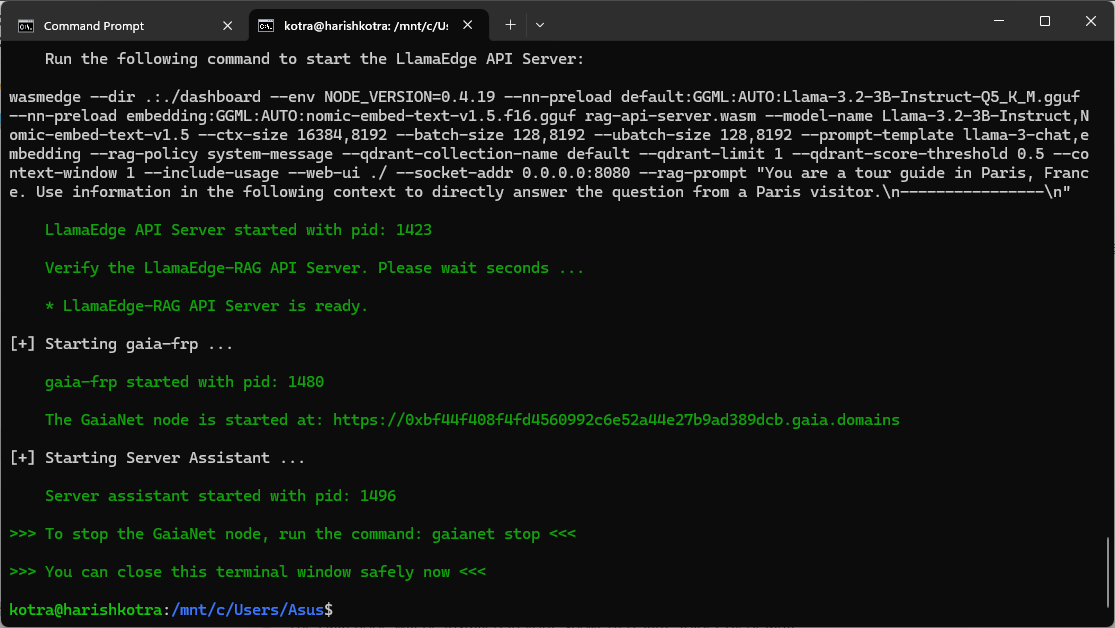 Command Prompt
kotra@harishkotra: /mnt/c/Us
Run the following command to start the LlamaEdge API Server:
wasmedge --dir .:./dashboard --env NODE_VERSION=0.4.19 --nn-preload default:GGML:AUTO:Llama-3.2-3B-Instruct-Q5_K_M.gguf
--nn-preload embedding:GGML:AUTO:nomic-embed-text-v1.5.f16.gguf rag-api-server.wasm --model-name Llama-3.2-3B-Instruct,N
omic-embed-text-v1.5 --ctx-size 16384,8192 --batch-size 128,8192 --ubatch-size 128,8192 --prompt-template llama-3-chat,e
mbedding --rag-policy system-message --qdrant-collection-name default --qdrant-limit 1 --qdrant-score-threshold 0.5 --co
ntext-window 1 --include-usage --web-ui ./ --socket-addr 0.0.0.0:8080 --rag-prompt "You are a tour guide in Paris, Franc
e. Use information in the following context to directly answer the question from a Paris visitor.\n----------------\n"
LlamaEdge API Server started with pid: 1423
Verify the LlamaEdge-RAG API Server. Please wait seconds ...
* LlamaEdge-RAG API Server is ready.
[+] Starting gaia-frp ...
gaia-frp started with pid: 1480
The GaiaNet node is started at: https://0xbf44f408f4fd4560992c6e52a44e27b9ad389dcb.gaia.domains
[+] Starting Server Assistant ...
Server assistant started with pid: 1496
>>> To stop the GaiaNet node, run the command: gaianet stop <<<
>>> You can close this terminal window safely now <<<
kotra@harishkotra:/mnt/c/Users/Asus$